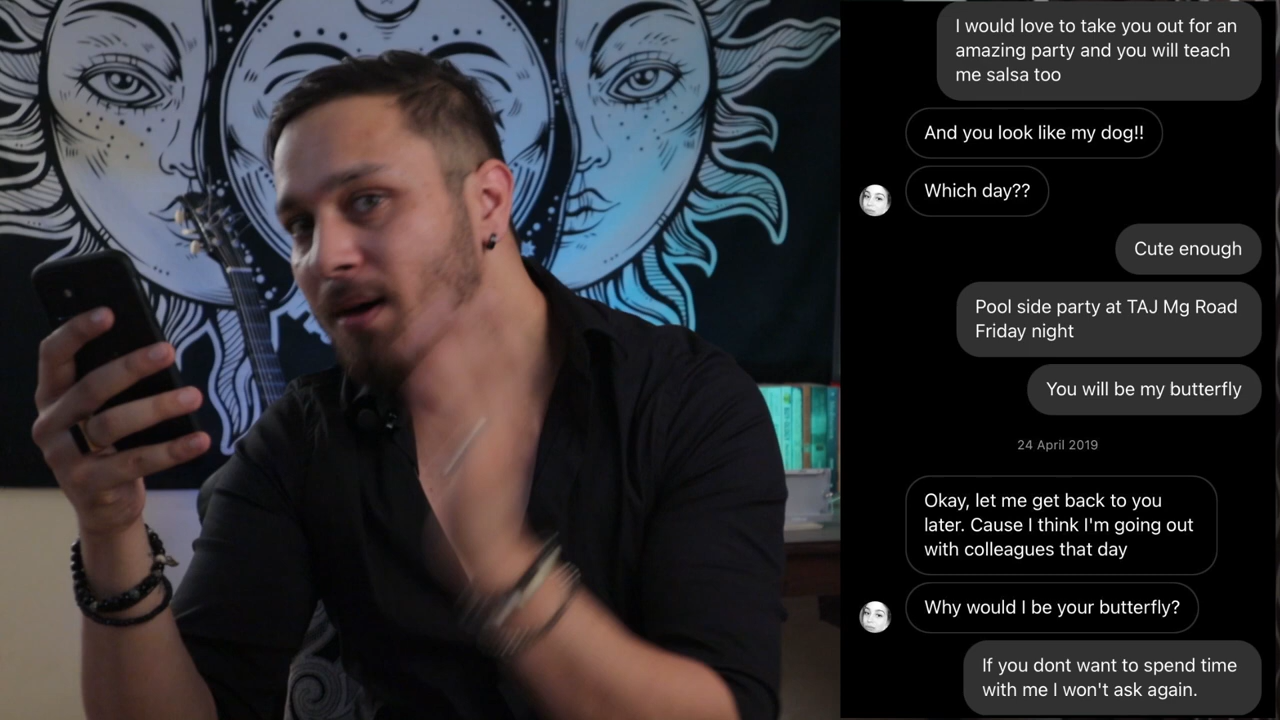 I would love to take you out for an
amazing party and you will teach
me salsa too
And you look like my dog!!
Which day??
Cute enough
Pool side party at TAJ Mg Road
Friday night
You will be my butterfly
24 April 2019
Okay, let me get back to you
later. Cause I think I'm going out
with colleagues that day
Why would I be your butterfly?
If you dont want to spend time
with me I won't ask again.